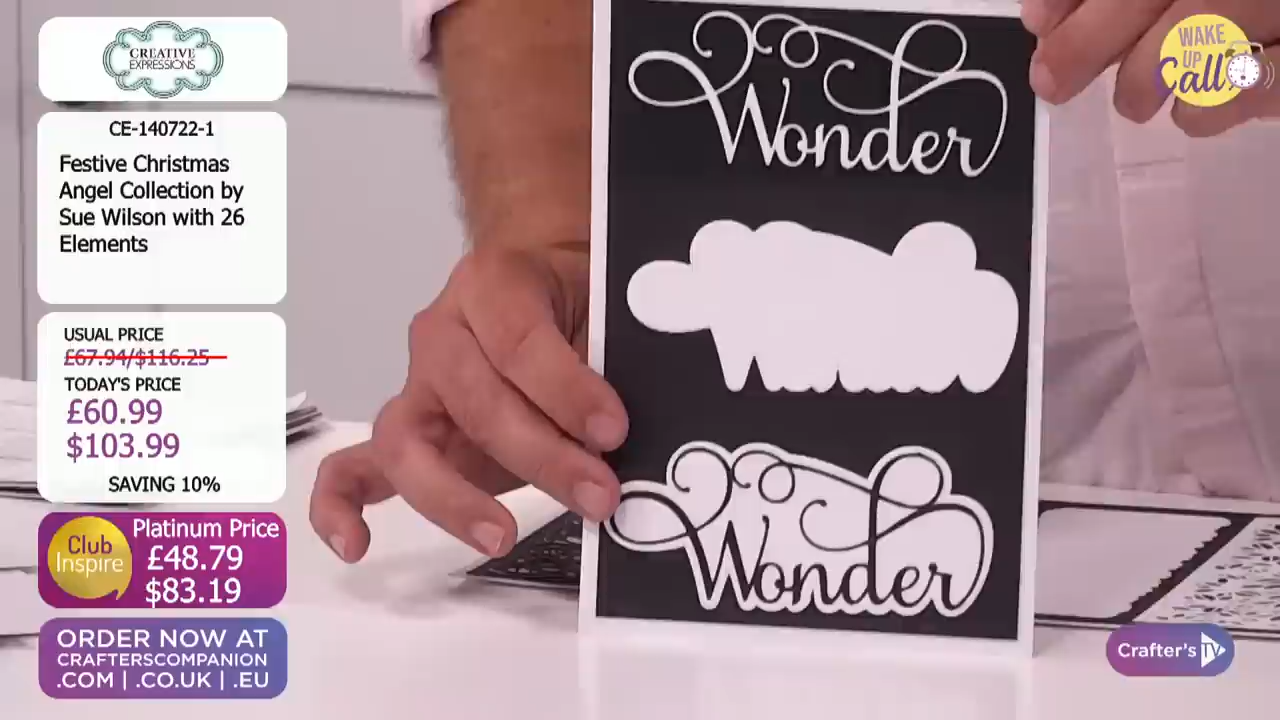 CREATIVE
EXPRESSIONS
CE-140722-1
Festive Christmas
Angel Collection by
Sue Wilson with 26
Elements
USUAL PRICE
£67.94/$116.25
TODAY'S PRICE
£60.99
$103.99
SAVING 10%
Club
Inspire
Platinum Price
£48.79
$83.19
ORDER NOW AT
CRAFTERSCOMPANION
.COM | .CO.UK | .EU
Wonder
Wonder
WAKE
UP
Call
Crafter's TV